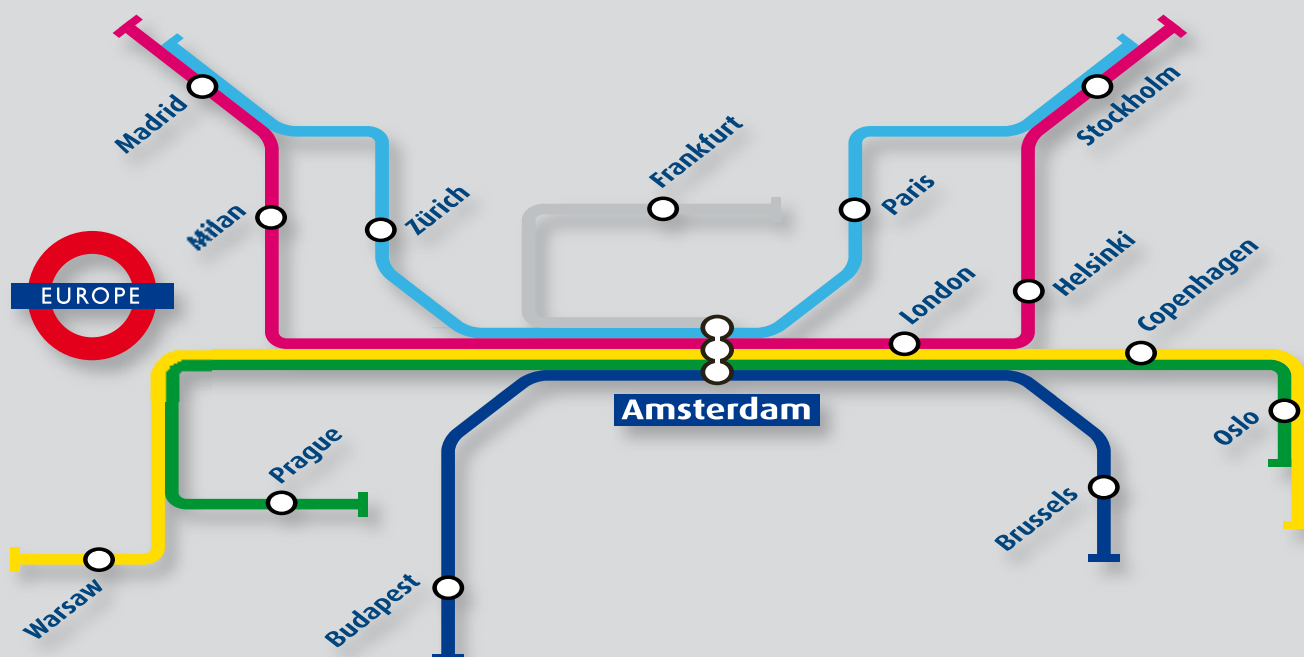 Madrid
Stockholm
Frankfurt
Milan
Zürich
Paris
EUROPE
London
Helsinki
Copenhagen
Amsterdam
Oslo
Prague
Brussels
Warsaw
Budapest